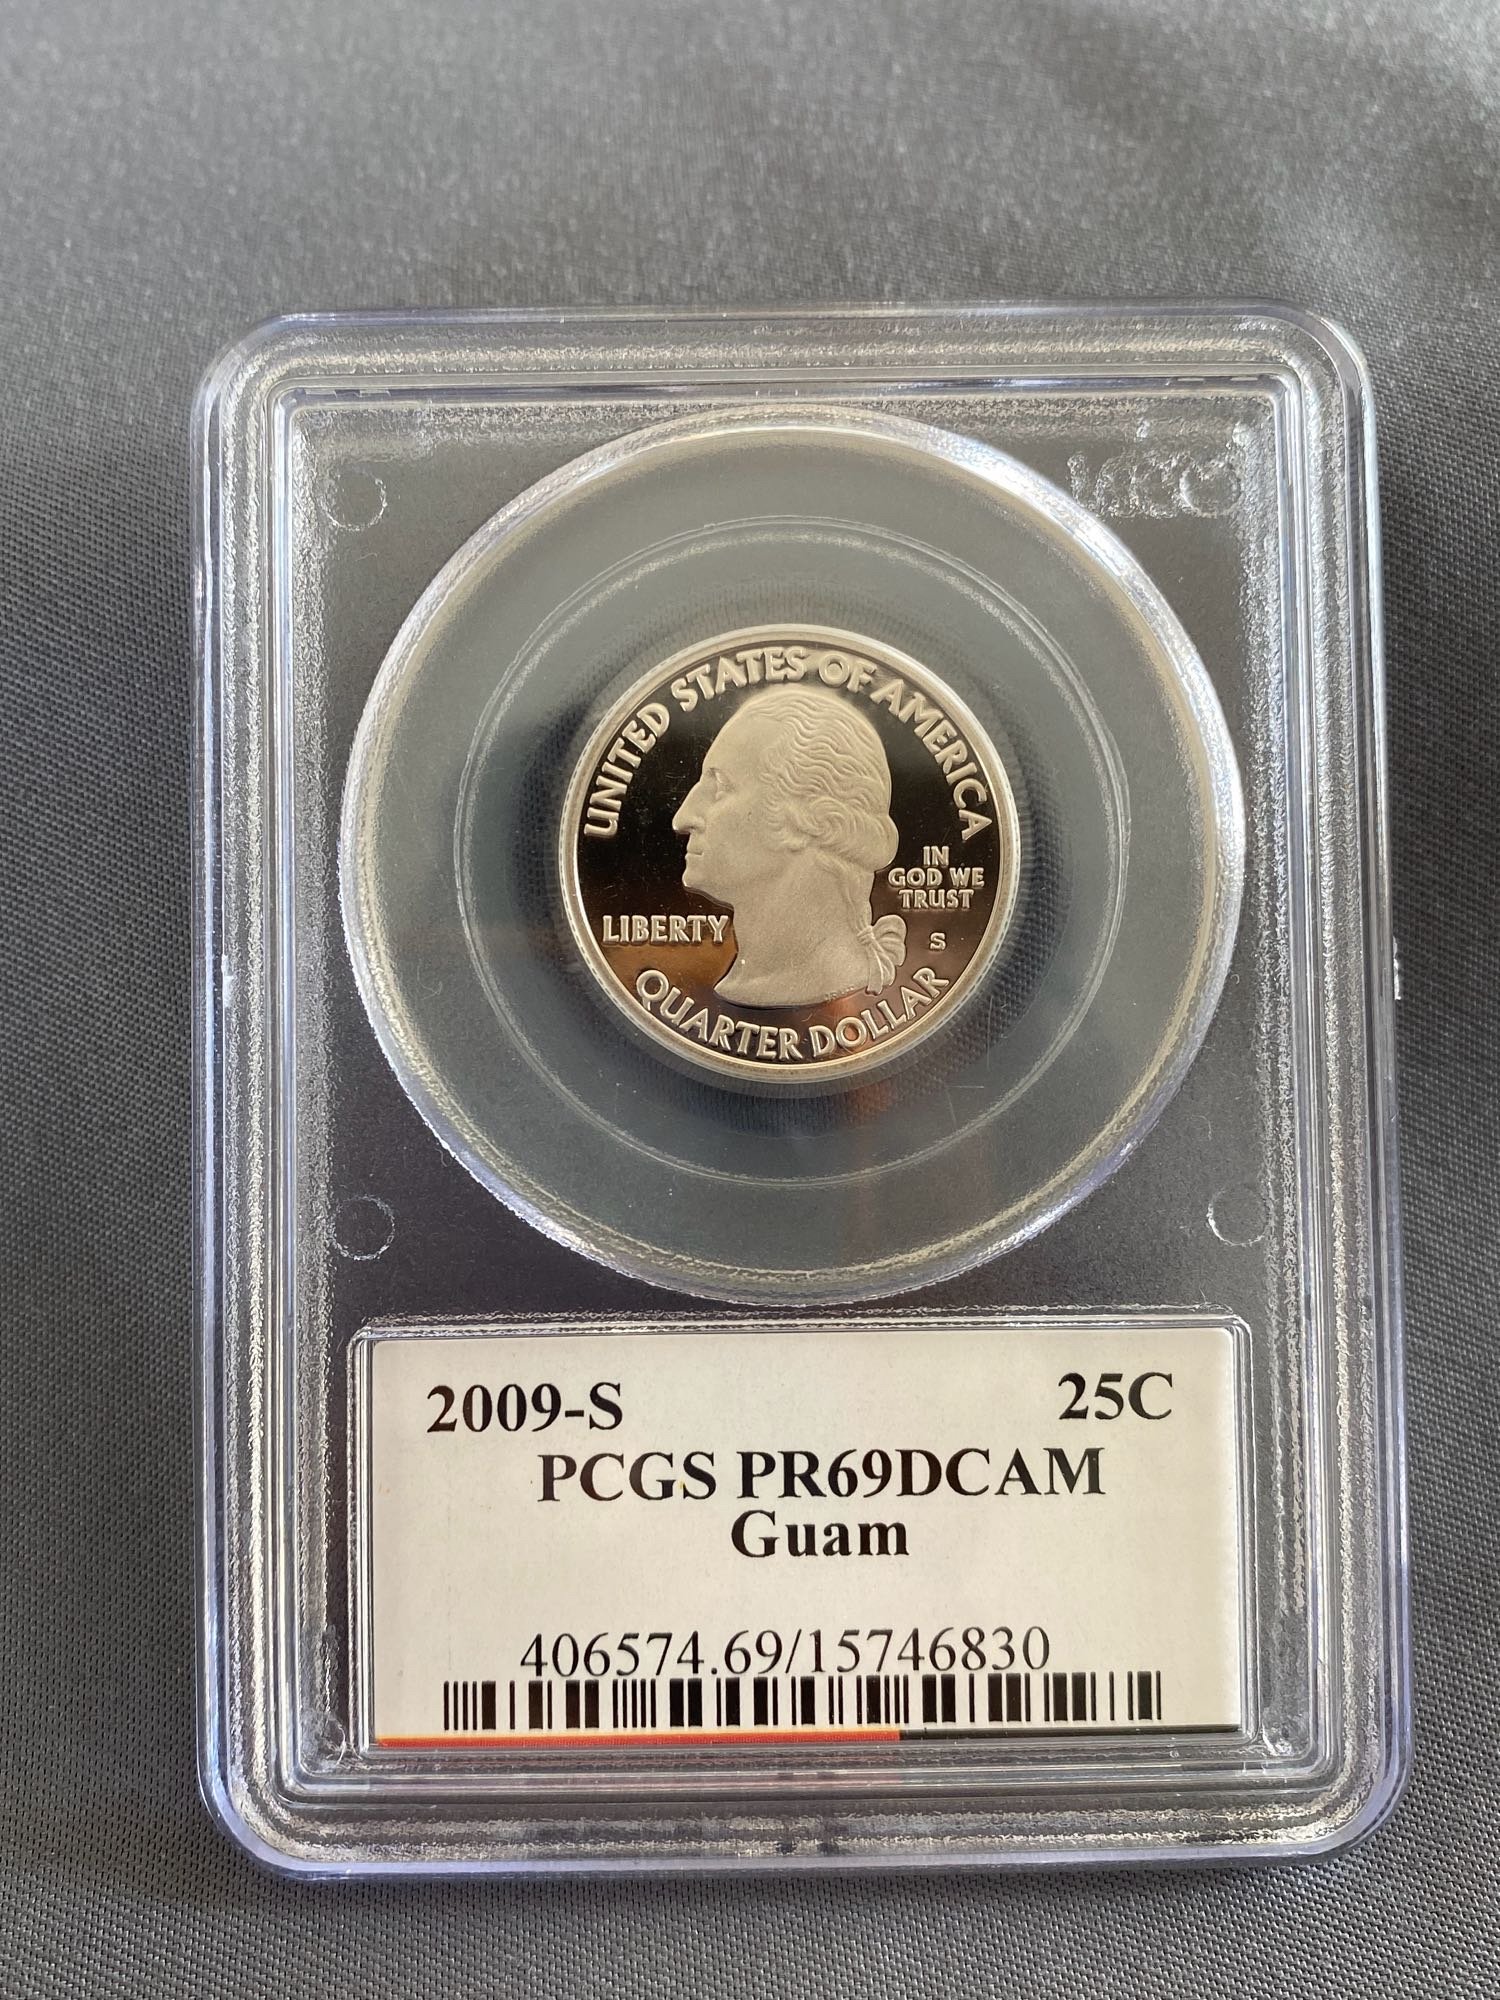 UNITED STATES OF AMERICA
IN
GOD WE
TRUST
LIBERTY
S
QUARTER DOLLAR
2009-S 25C
PCGS PR69DCAM
Guam
406574.69/15746830